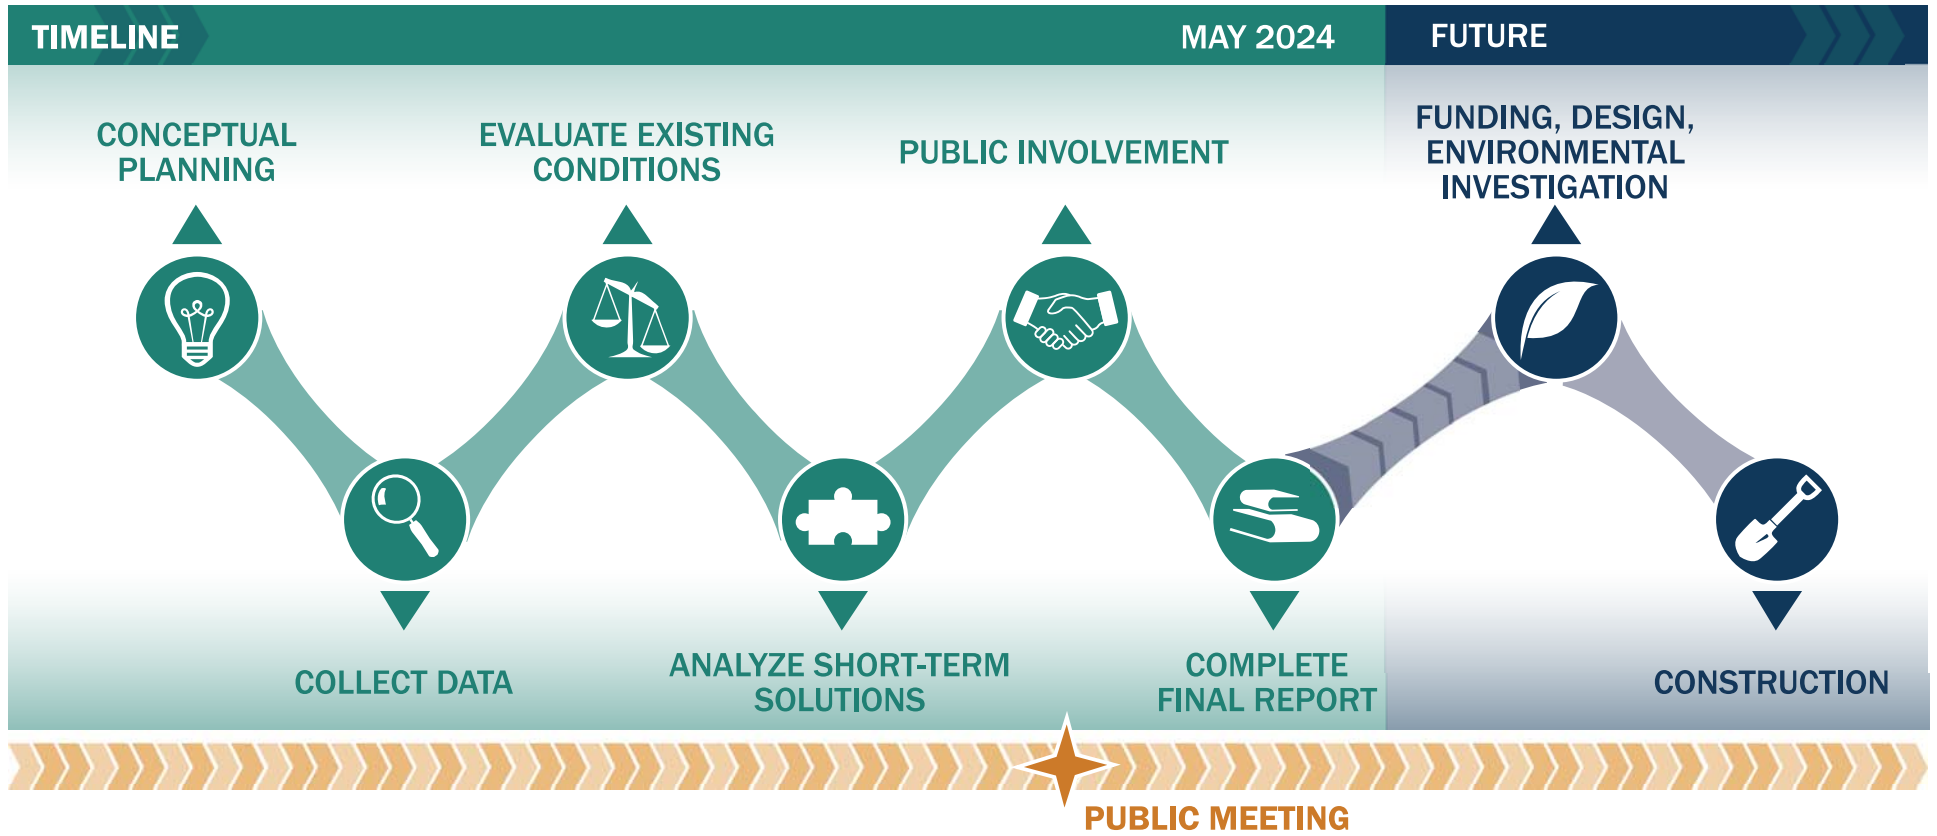 TIMELINE
MAY 2024
FUTURE
CONCEPTUAL
PLANNING
EVALUATE EXISTING
CONDITIONS
PUBLIC INVOLVEMENT
FUNDING, DESIGN,
ENVIRONMENTAL
INVESTIGATION
COLLECT DATA
ANALYZE SHORT-TERM
SOLUTIONS
COMPLETE
FINAL REPORT
CONSTRUCTION
PUBLIC MEETING